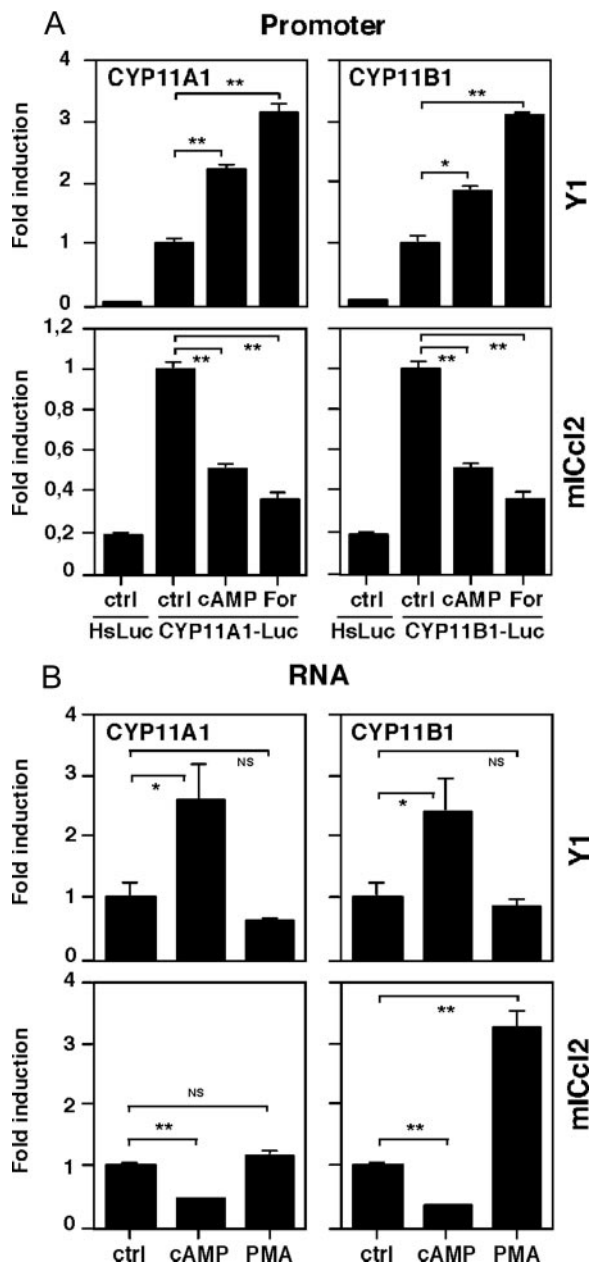 A
Promoter
CYP11A1
CYP11B1
Fold induction
4
3
2
1
0
**
**
**
*
Y1
Fold induction
1,2
1
0,8
0,6
0,4
0,2
0
**
**
**
**
mICcl2
ctrl
ctrl cAMP For
ctrl
ctrl cAMP For
HsLuc
CYP11A1-Luc
HsLuc
CYP11B1-Luc
B
RNA
CYP11A1
CYP11B1
Fold induction
4
3
2
1
0
NS
*
NS
*
Y1
Fold induction
4
3
2
1
0
NS
**
**
**
mICcl2
ctrl cAMP PMA
ctrl cAMP PMA